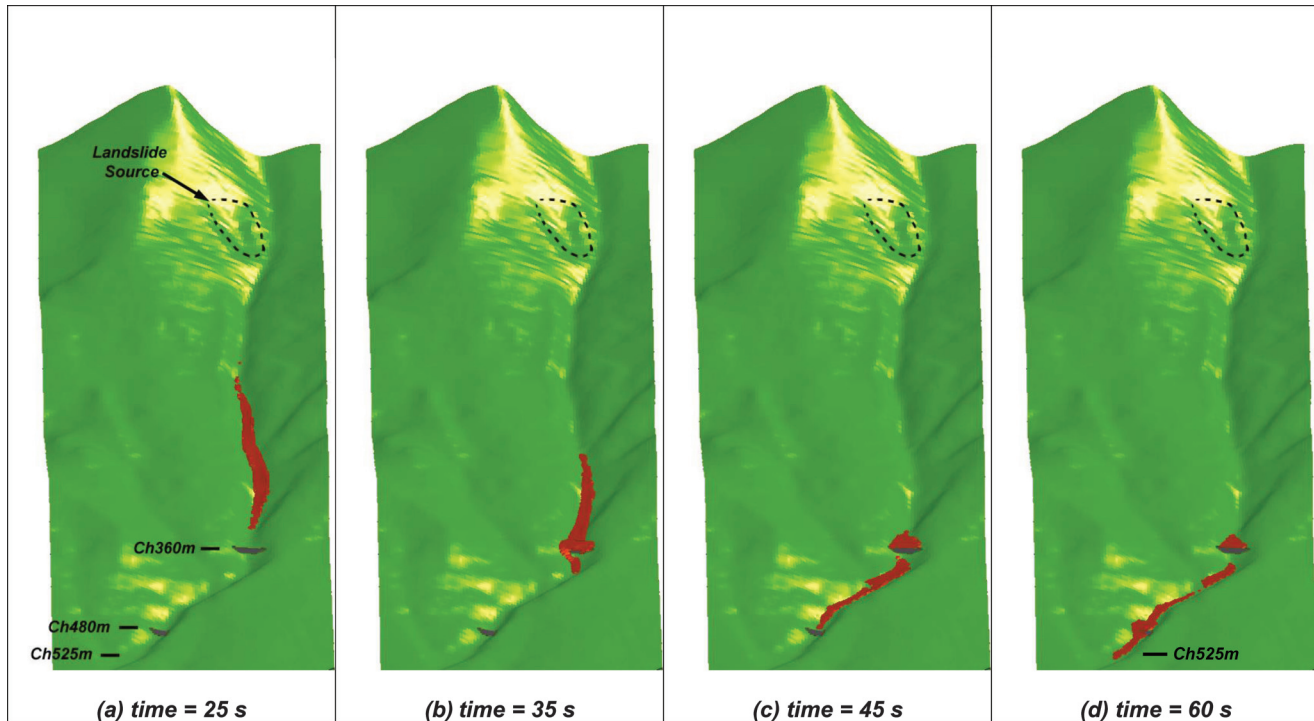 Landslide
Source
Ch360m
Ch480m
Ch525m
Ch525m
(a) time = 25 s
(b) time = 35 s
(c) time = 45 s
(d) time = 60 s